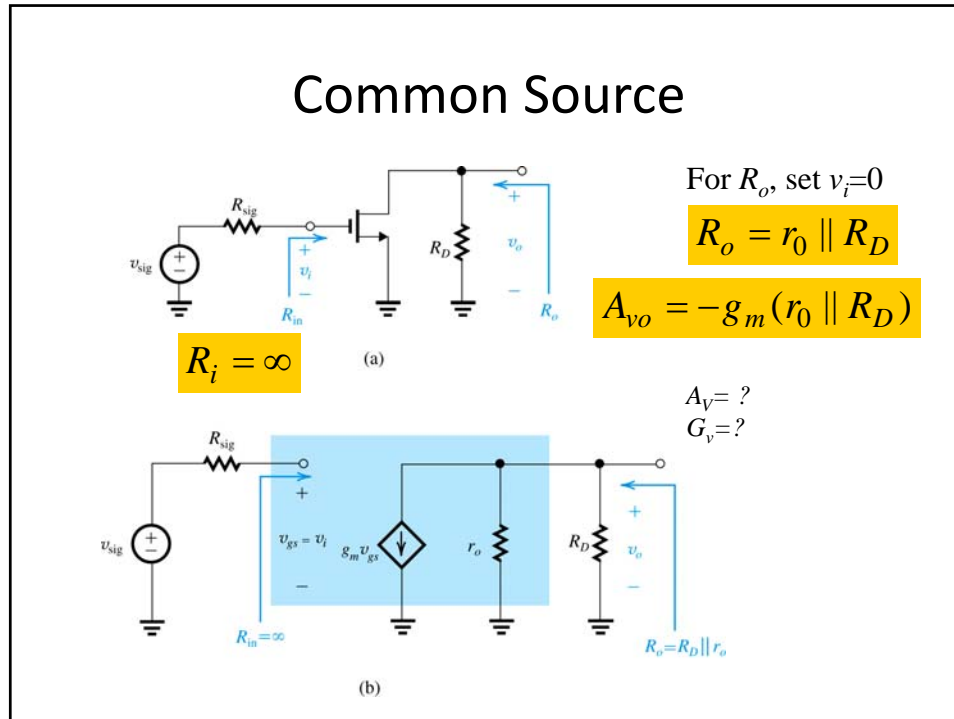 Common Source
For R_o, set v_i=0
R_o = r_0 || R_D
A_vo = −g_m(r_0 || R_D)
R_sig
v_sig
+
−
+
v_i
−
R_in
R_D
+
v_o
−
R_o
R_i = ∞
(a)
A_V= ?
G_v=?
R_sig
v_sig
+
−
+
v_gs = v_i
−
g_m v_gs
r_o
R_D
+
v_o
−
R_in=∞
R_o=R_D||r_o
(b)